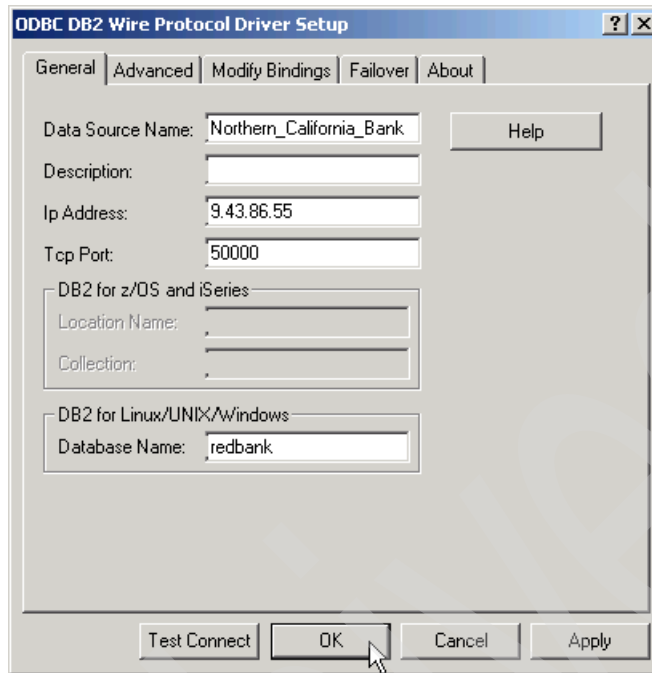 ODBC DB2 Wire Protocol Driver Setup
General Advanced Modify Bindings Failover About
Data Source Name: Northern_California_Bank Help
Description:
Ip Address: 9.43.86.55
Tcp Port: 50000
DB2 for z/OS and iSeries
Location Name:
Collection:
DB2 for Linux/UNIX/Windows
Database Name: redbank
Test Connect OK Cancel Apply